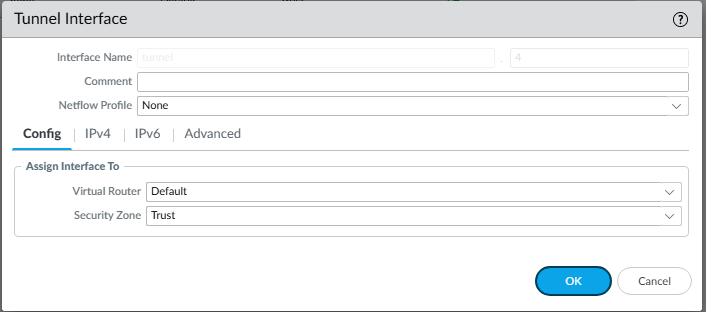 Tunnel Interface ?
Interface Name tunnel . 4
Comment
Netflow Profile None
Config IPv4 IPv6 Advanced
Assign Interface To
Virtual Router Default
Security Zone Trust
OK Cancel